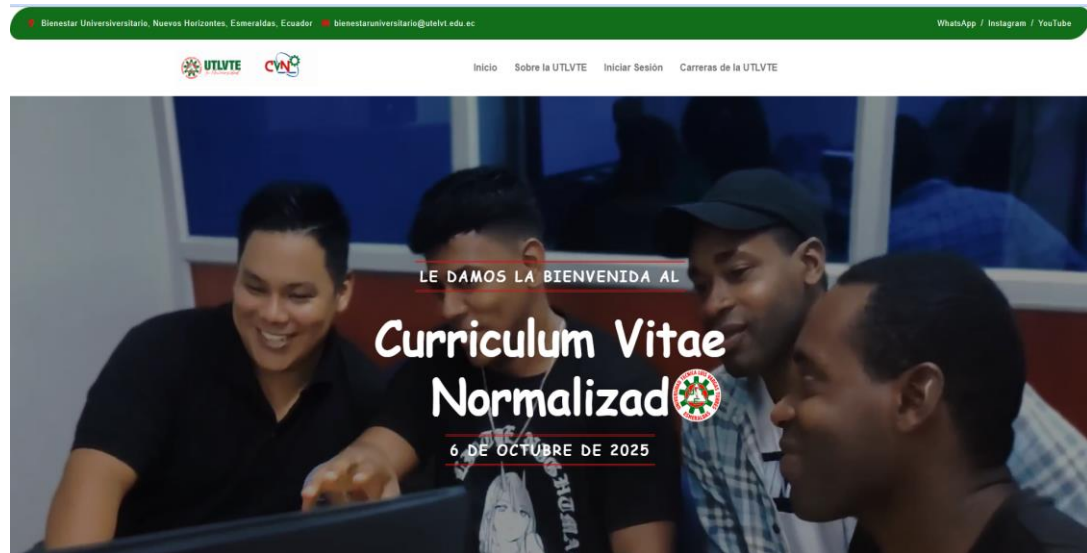 Bienestar Universiversitario, Nuevos Horizontes, Esmeraldas, Ecuador bienestaruniversitario@utelvt.edu.ec WhatsApp / Instagram / YouTube
UTLVTE CVN Inicio Sobre la UTLVTE Iniciar Sesión Carreras de la UTLVTE
LE DAMOS LA BIENVENIDA AL
Curriculum Vitae
Normalizad
6 DE OCTUBRE DE 2025